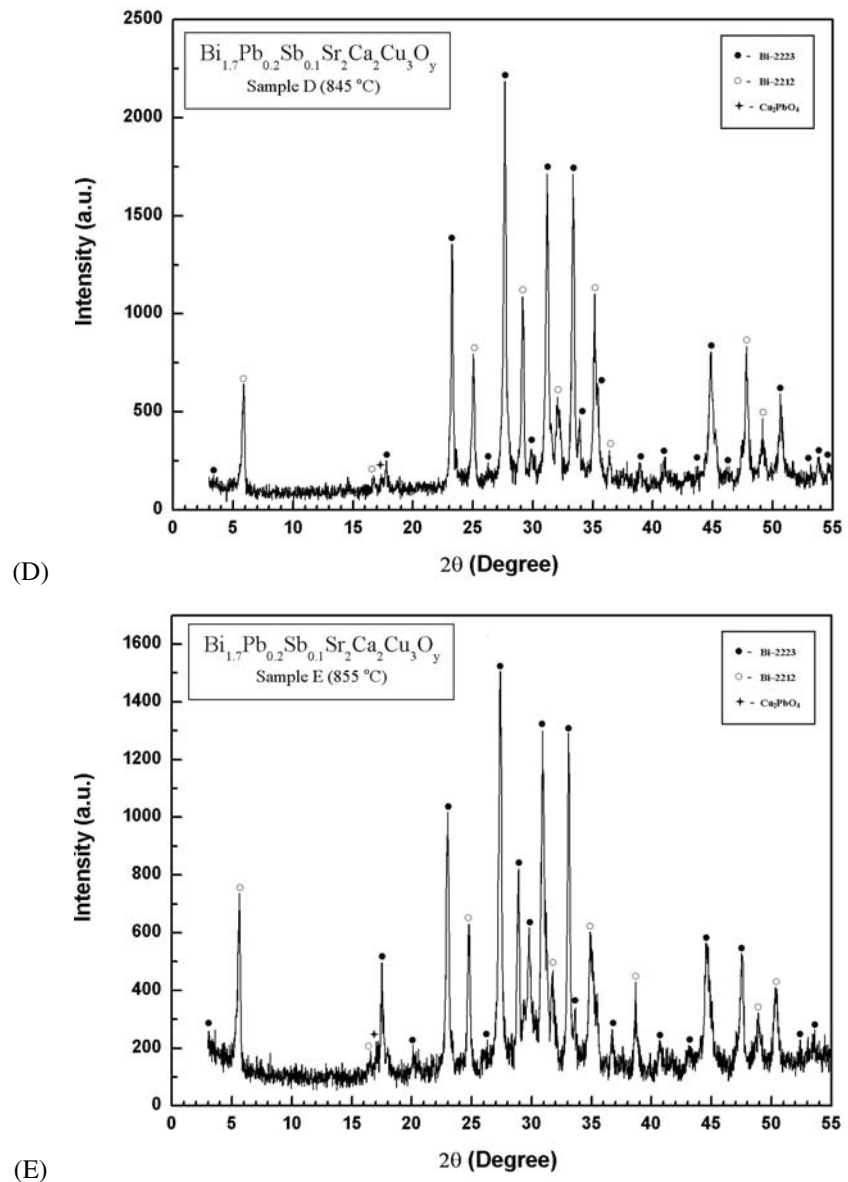 2500
2000
1500
1000
500
0
Intensity (a.u.)
Bi1.7Pb0.2Sb0.1Sr2Ca2Cu3Oy
Sample D (845 °C)
● - Bi-2223
○ - Bi-2212
✦ - Ca2PbO4
0 5 10 15 20 25 30 35 40 45 50 55
2θ (Degree)
(D)
1600
1400
1200
1000
800
600
400
200
0
Intensity (a.u.)
Bi1.7Pb0.2Sb0.1Sr2Ca2Cu3Oy
Sample E (855 °C)
● - Bi-2223
○ - Bi-2212
✦ - Ca2PbO4
0 5 10 15 20 25 30 35 40 45 50 55
2θ (Degree)
(E)